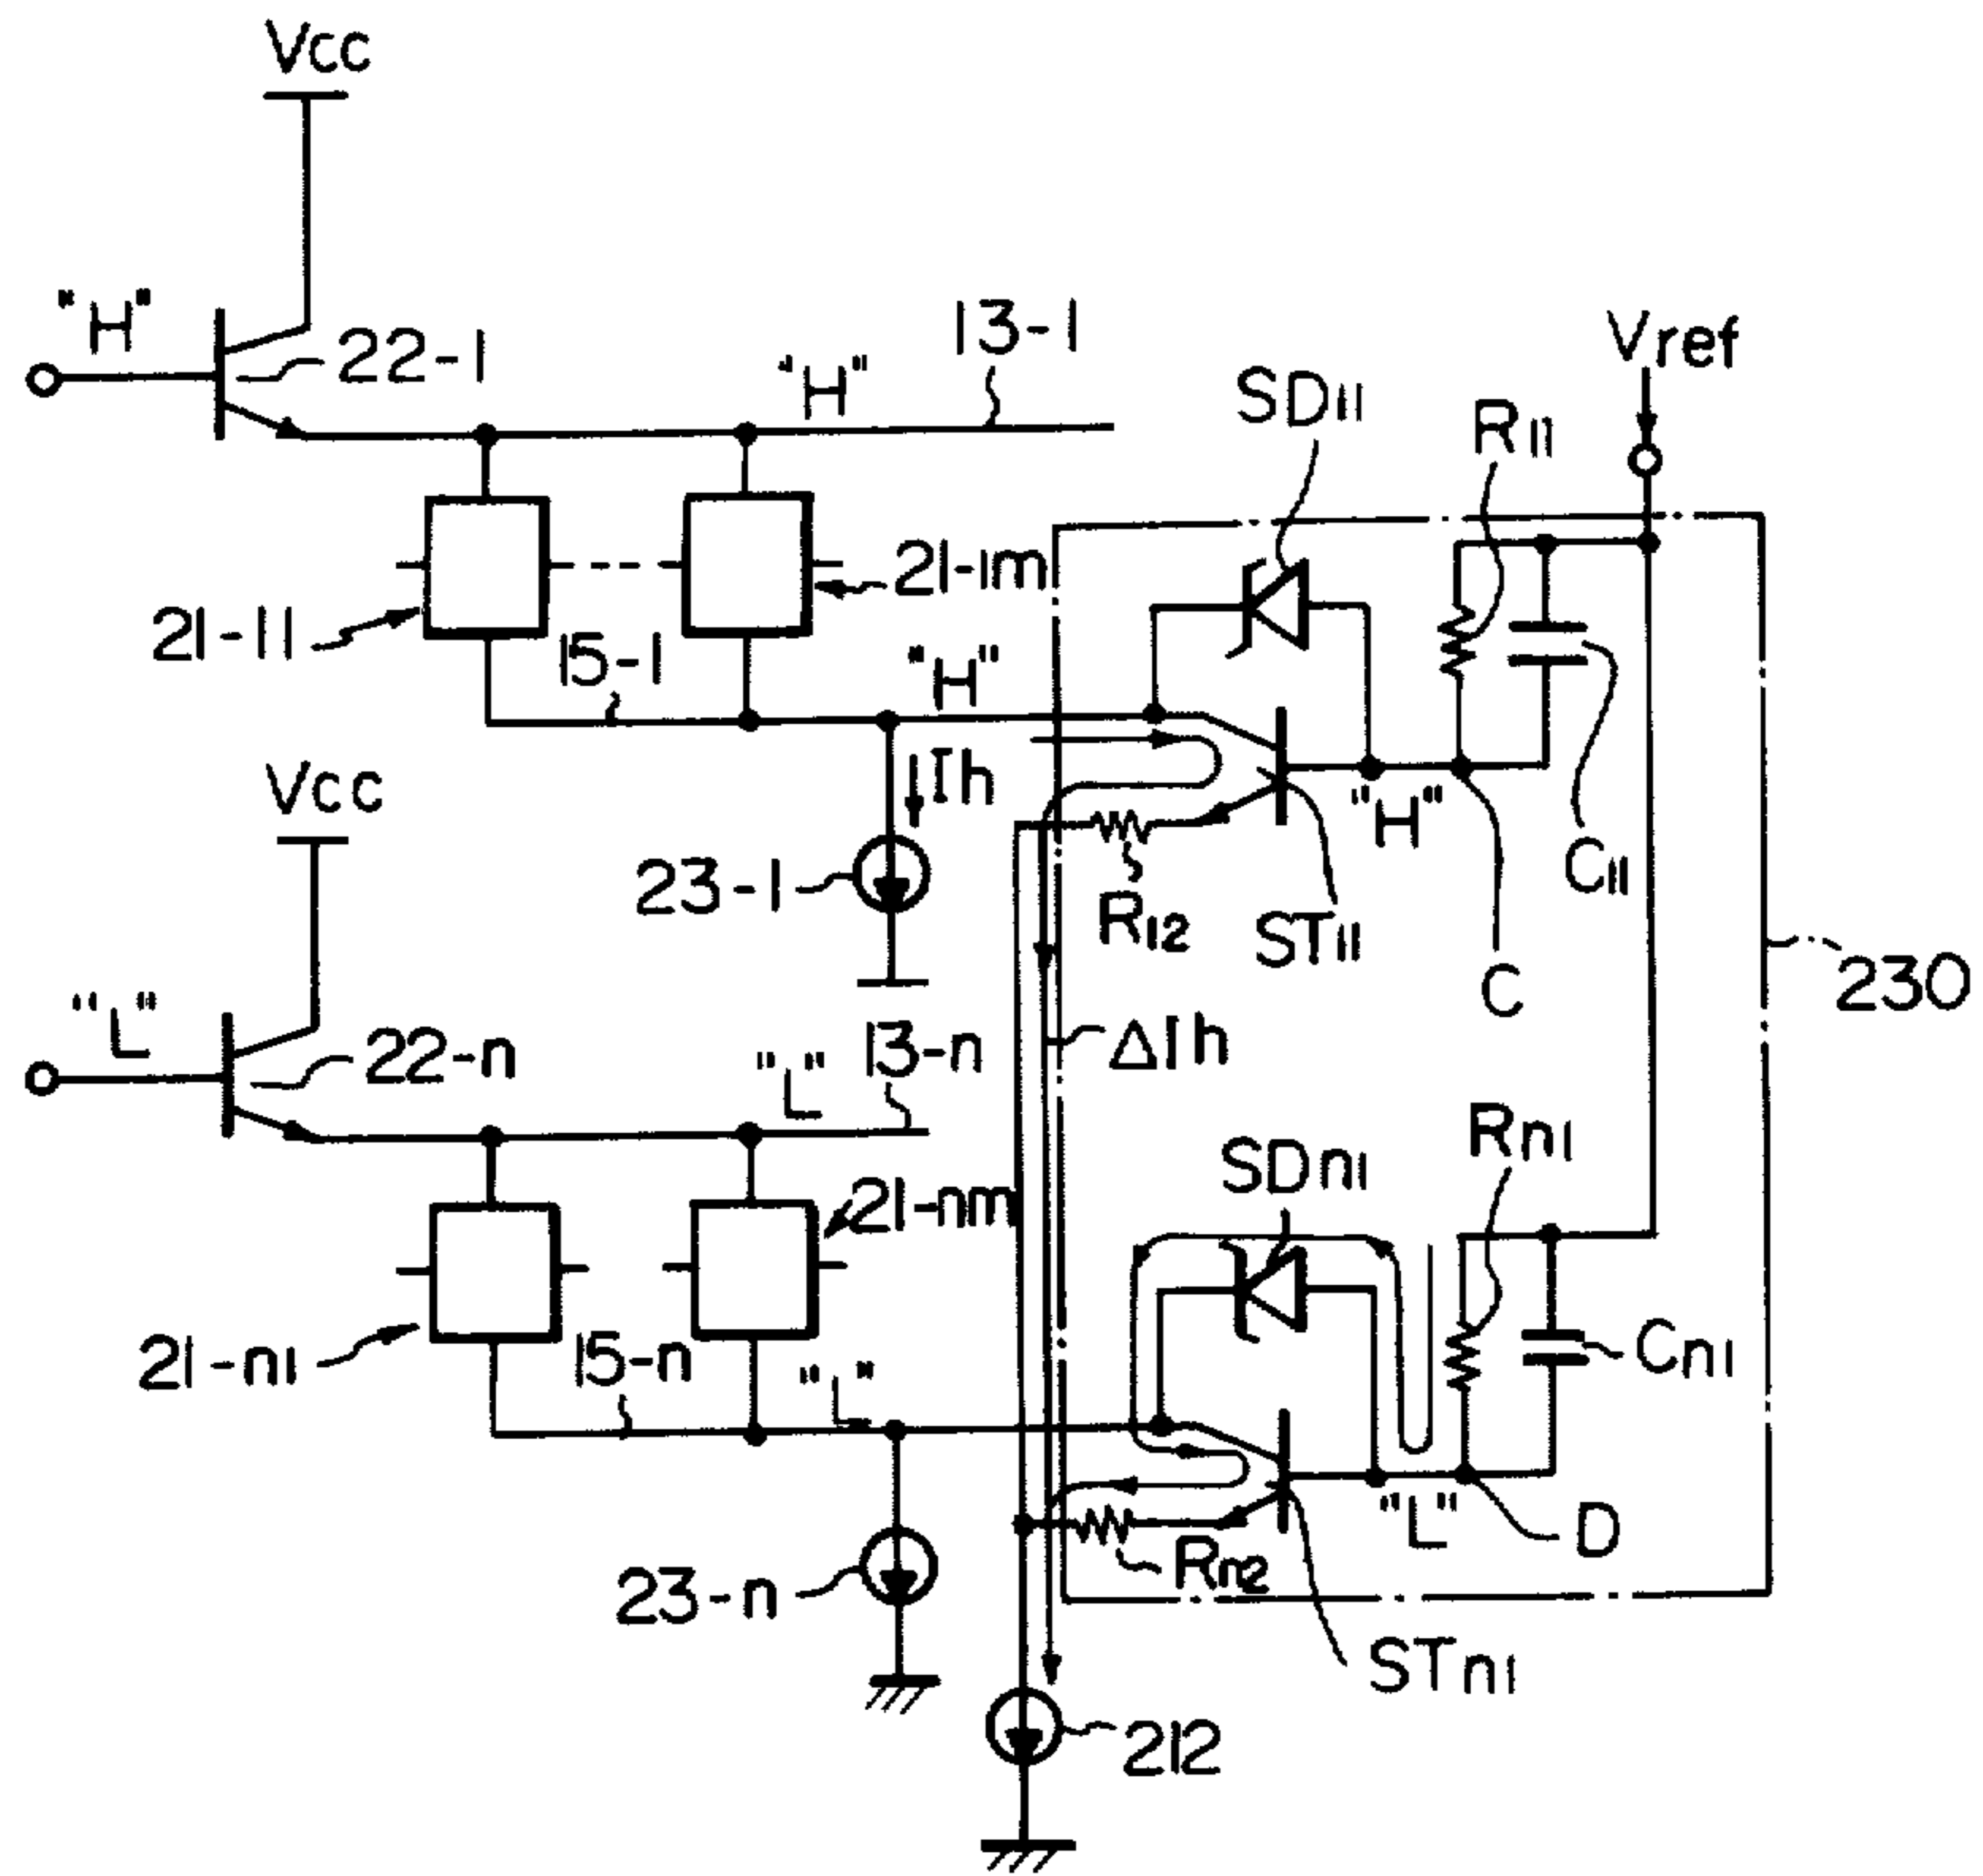 Vcc
"H"
22-1
"H"
13-1
Vref
SD11
R11
21-1m
21-11
15-1
"H"
Ih
"H"
C11
Vcc
23-1
R12
ST11
C
230
"L"
22-n
"L"
13-n
ΔIh
SDn1
Rn1
21-nm
21-n1
15-n
"L"
Cn1
"L"
D
Rn2
23-n
STn1
212